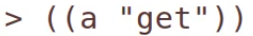 > ((a "get"))